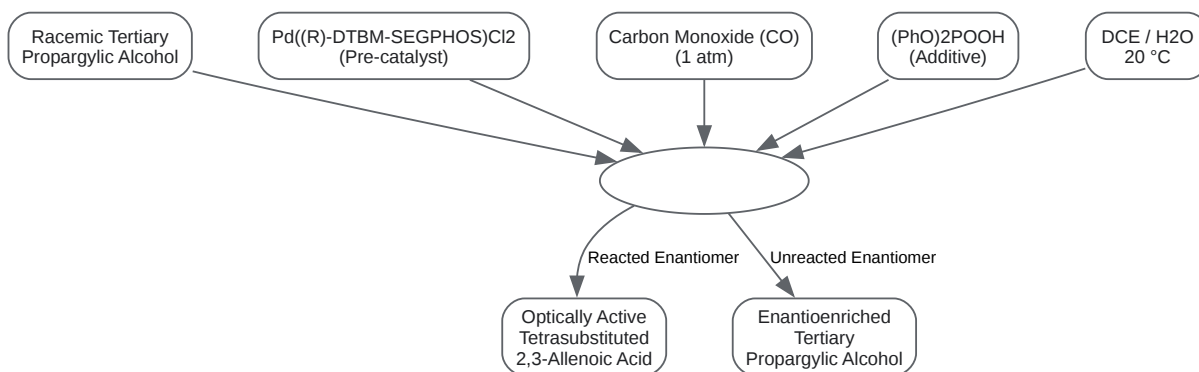 Racemic Tertiary
Propargylic Alcohol
Pd((R)-DTBM-SEGPHOS)Cl2
(Pre-catalyst)
Carbon Monoxide (CO)
(1 atm)
(PhO)2POOH
(Additive)
DCE / H2O
20 °C
Reacted Enantiomer
Unreacted Enantiomer
Optically Active
Tetrasubstituted
2,3-Allenoic Acid
Enantioenriched
Tertiary
Propargylic Alcohol